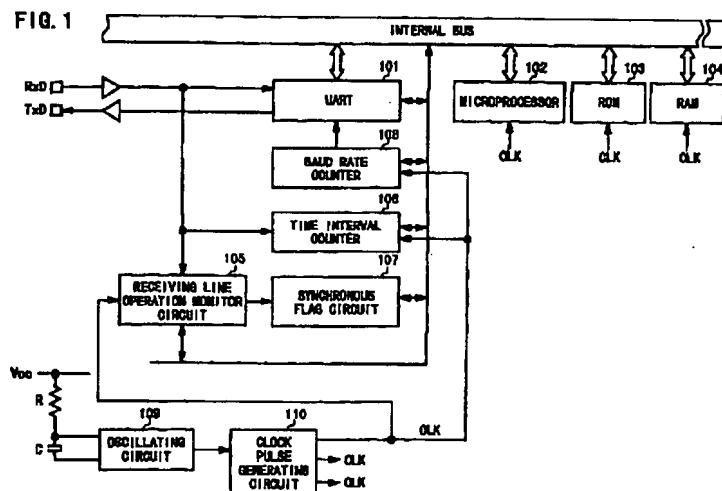 FIG. 1
INTERNAL BUS
RxD
TxD
101
UART
102
MICROPROCESSOR
103
ROM
104
RAM
CLK
CLK
CLK
108
BAUD RATE
COUNTER
106
TIME INTERVAL
COUNTER
105
RECEIVING LINE
OPERATION MONITOR
CIRCUIT
107
SYNCHRONOUS
FLAG CIRCUIT
VDD
R
C
109
OSCILLATING
CIRCUIT
110
CLOCK
PULSE
GENERATING
CIRCUIT
CLK
CLK
CLK